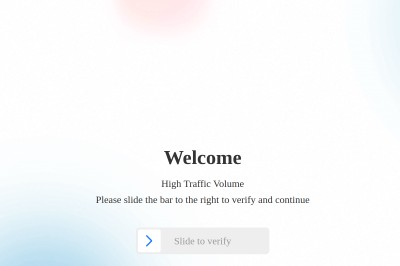 Welcome
High Traffic Volume
Please slide the bar to the right to verify and continue
Slide to verify